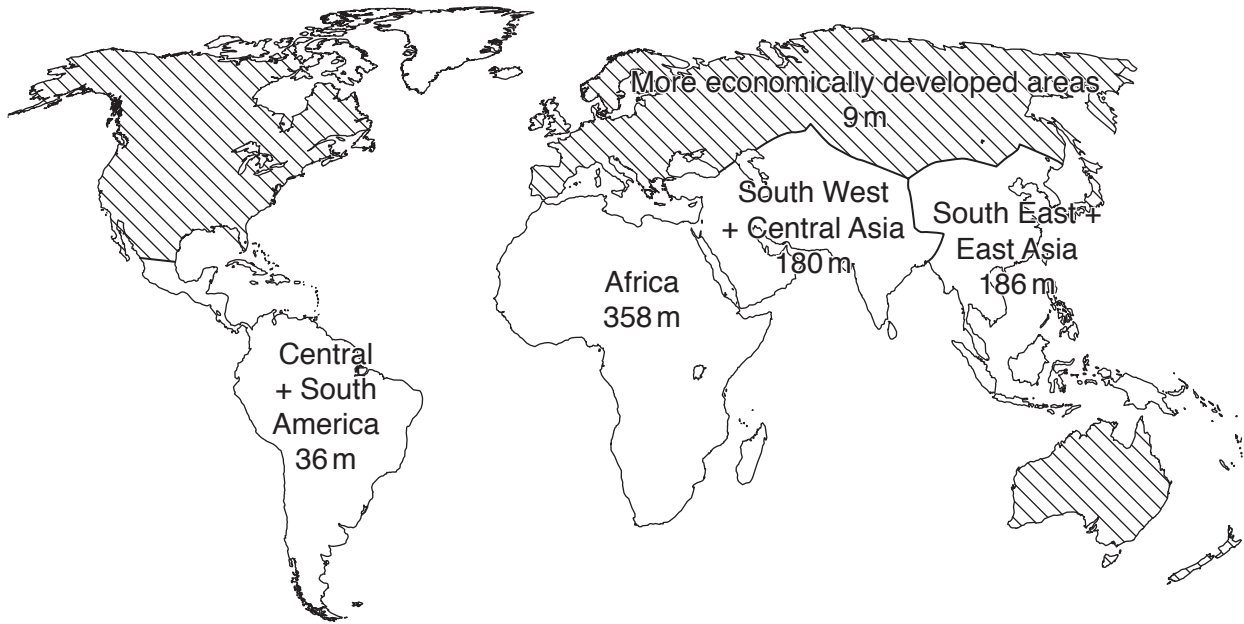 More economically developed areas
9 m
South West
+ Central Asia
180 m
South East +
East Asia
186 m
Africa
358 m
Central
+ South
America
36 m